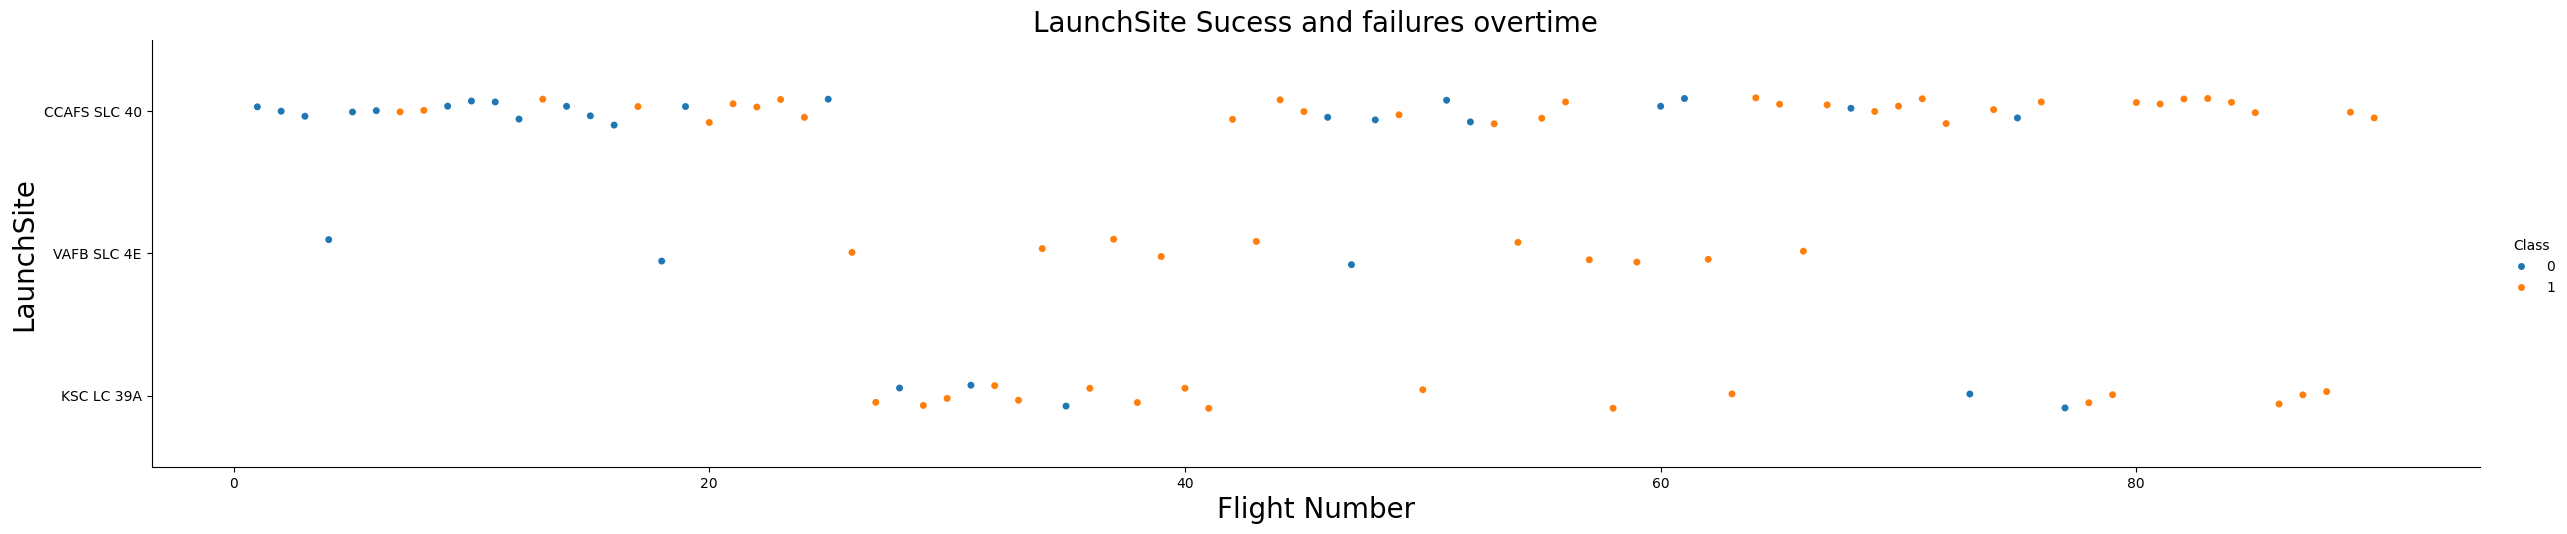 LaunchSite Sucess and failures overtime
LaunchSite
CCAFS SLC 40
VAFB SLC 4E
KSC LC 39A
0
20
40
60
80
Flight Number
Class
0
1